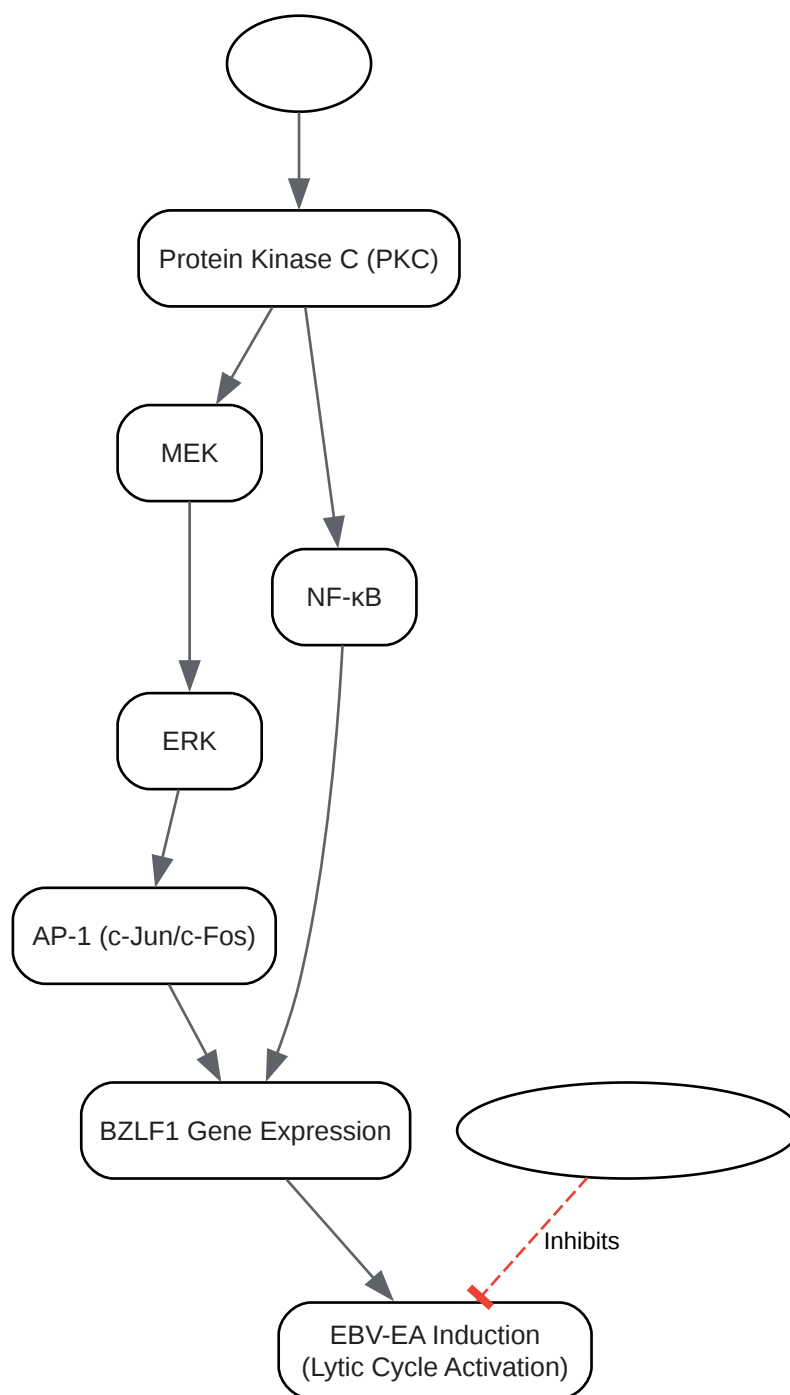 Protein Kinase C (PKC)
MEK
NF-κB
ERK
AP-1 (c-Jun/c-Fos)
BZLF1 Gene Expression
Inhibits
EBV-EA Induction
(Lytic Cycle Activation)